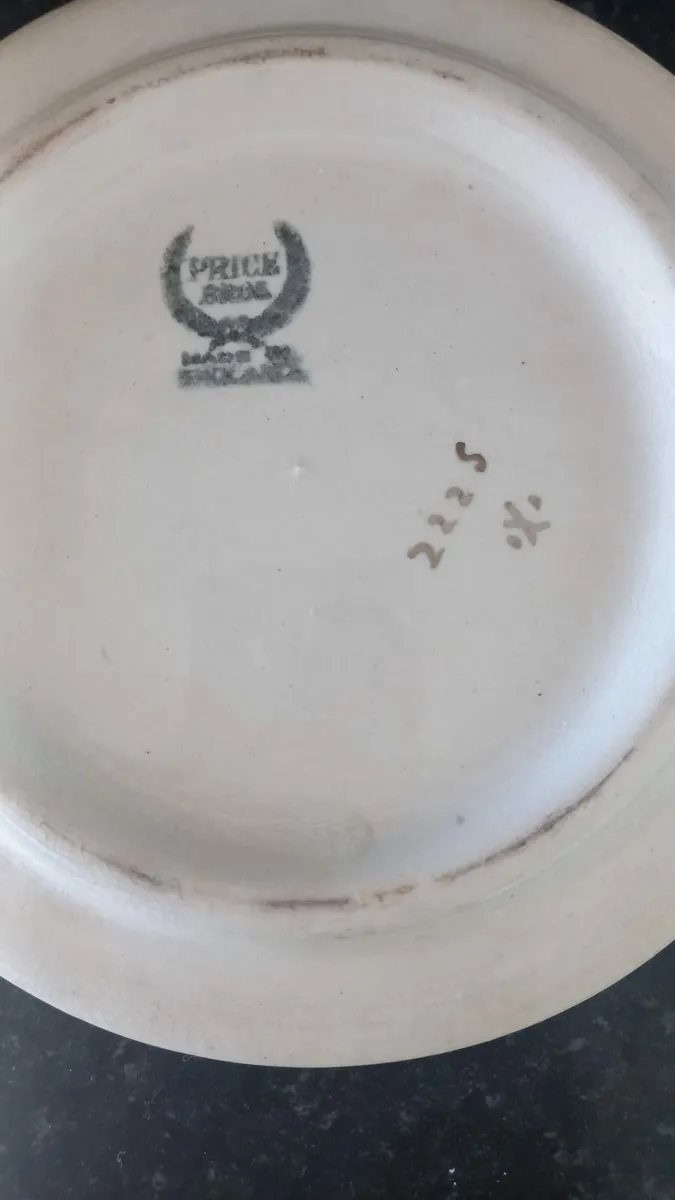 PRICE
BROS.
MADE IN
ENGLAND
2225